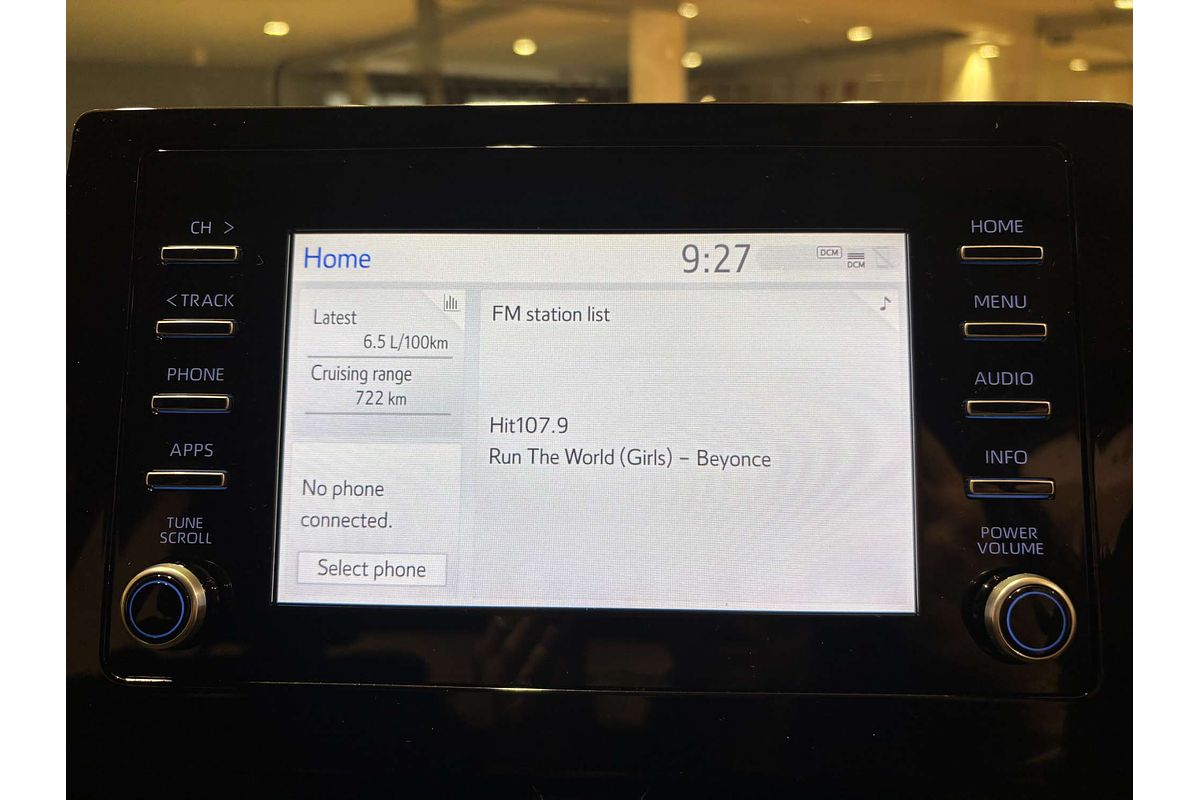 CH >
< TRACK
PHONE
APPS
TUNE
SCROLL
Home
9:27
DCM
DCM
Latest
6.5 L/100km
Cruising range
722 km
No phone
connected.
Select phone
FM station list
Hit107.9
Run The World (Girls) – Beyonce
HOME
MENU
AUDIO
INFO
POWER
VOLUME